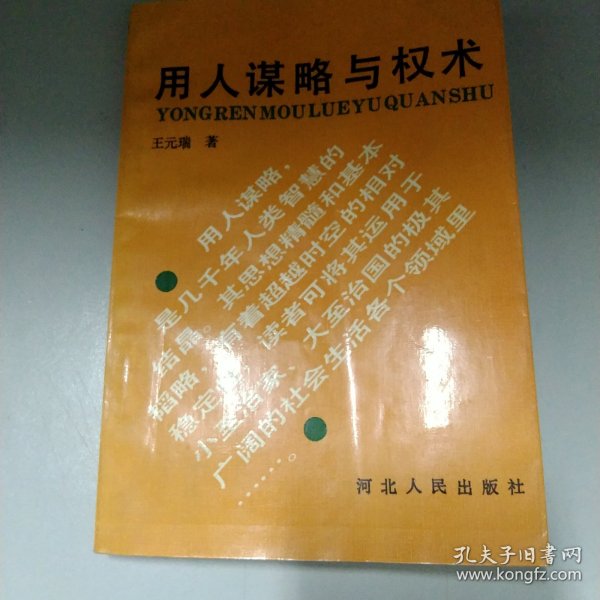 用人谋略与权术
YONGRENMOULUEYUQUANSHU
王元瑞 著
用人谋略，
是几千年人类智慧的
结晶。其思想精髓和基本
韬略，有着超越时空的相对
稳定性，读者可将其运用于
小至治家、大至治国的极其
广阔的社会生活各个领域里
……。
河北人民出版社
孔夫子旧书网
www.kongfz.com